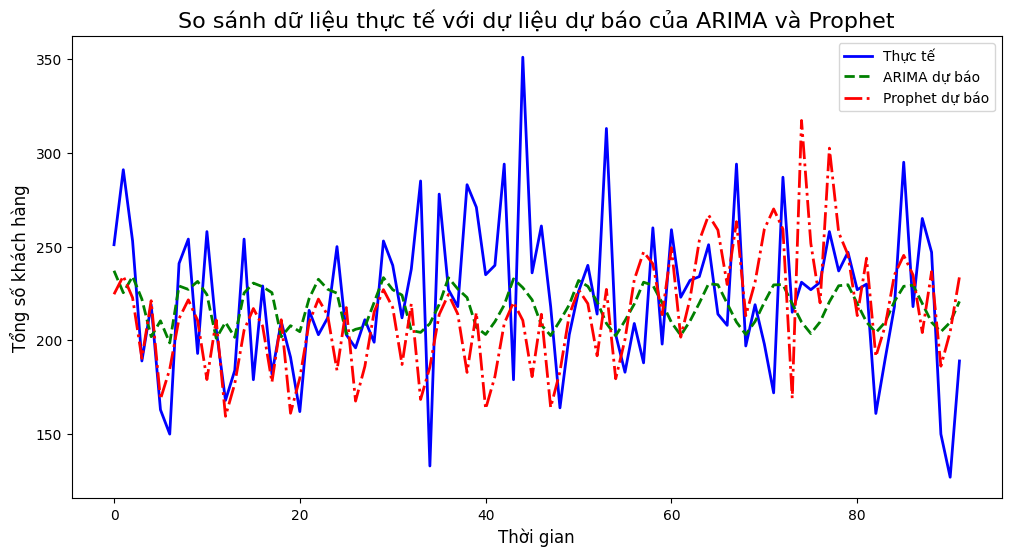 So sánh dữ liệu thực tế với dự liệu dự báo của ARIMA và Prophet
Thực tế
ARIMA dự báo
Prophet dự báo
Tổng số khách hàng
350
300
250
200
150
0 20 40 60 80
Thời gian